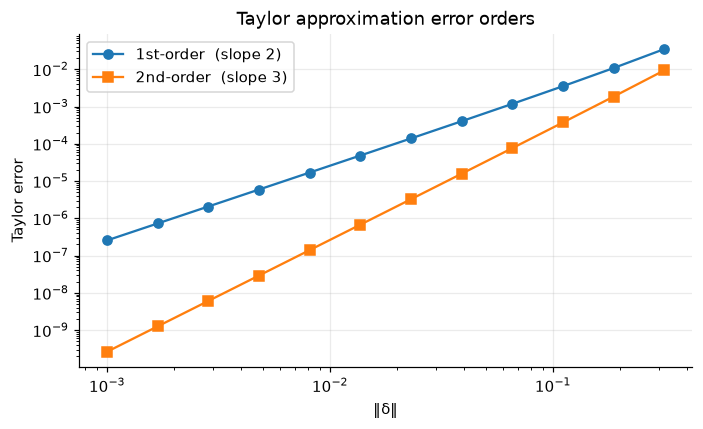 Taylor approximation error orders
1st-order  (slope 2)
2nd-order  (slope 3)
Taylor error
10⁻²
10⁻³
10⁻⁴
10⁻⁵
10⁻⁶
10⁻⁷
10⁻⁸
10⁻⁹
10⁻³
10⁻²
10⁻¹
‖δ‖